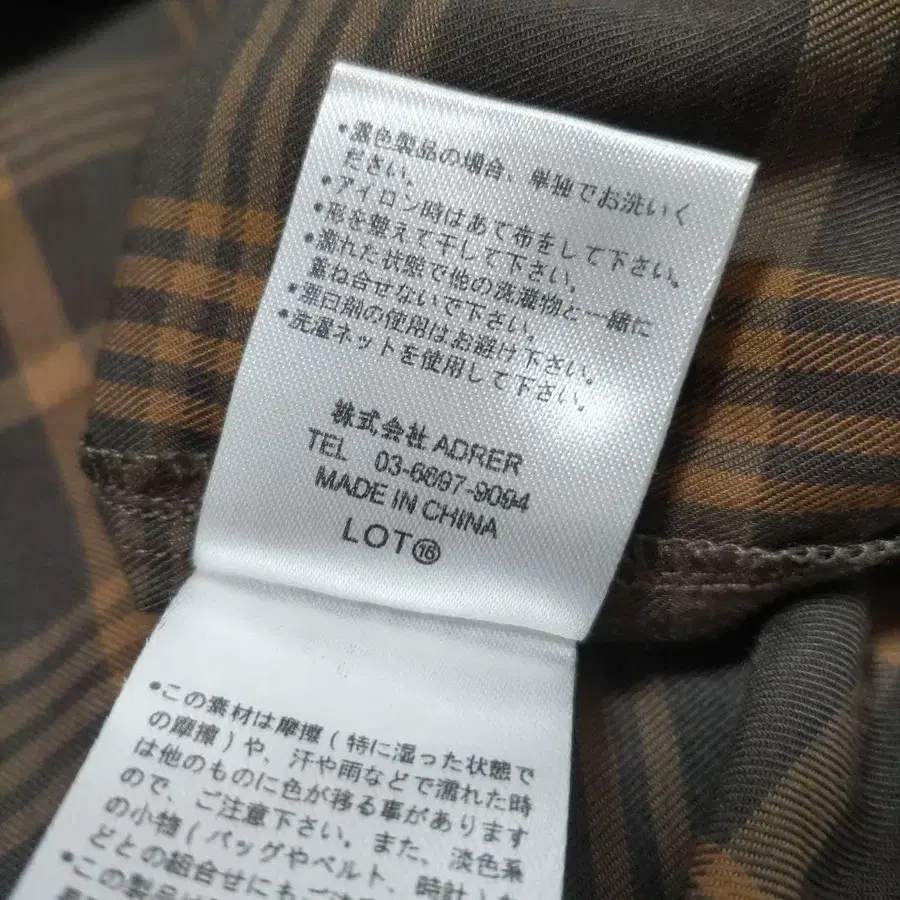 •濃色製品の場合、単独でお洗いく
ださい。
•アイロン時はあて布をして下さい。
•形を整えて干して下さい。
•濡れた状態で他の洗濯物と一緒に
重ね合せないで下さい。
•漂白剤の使用はお避け下さい。
•洗濯ネットを使用して下さい。
株式会社 ADRER
TEL 03-6697-9094
MADE IN CHINA
LOT⑯
•この素材は摩擦(特に湿った状態で
の摩擦)や、汗や雨などで濡れた時
は他のものに色が移る事があります
ので、ご注意下さい。また、淡色系
の小物(バッグやベルト、時計)な
どとの組合せにもご
•この製品は